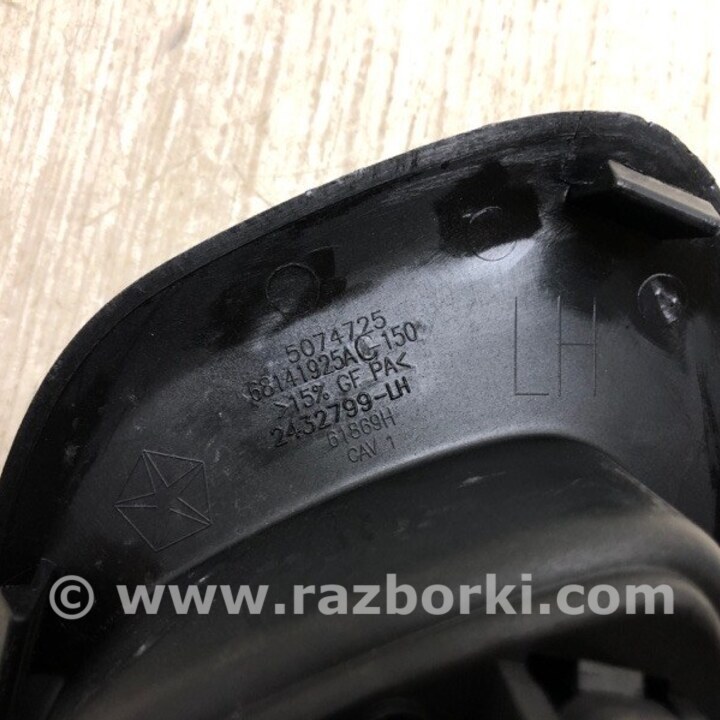 5074725
68141925AC-150
>15% GF PA<
2432799-LH
61869H
CAV 1
LH
© www.razborki.com